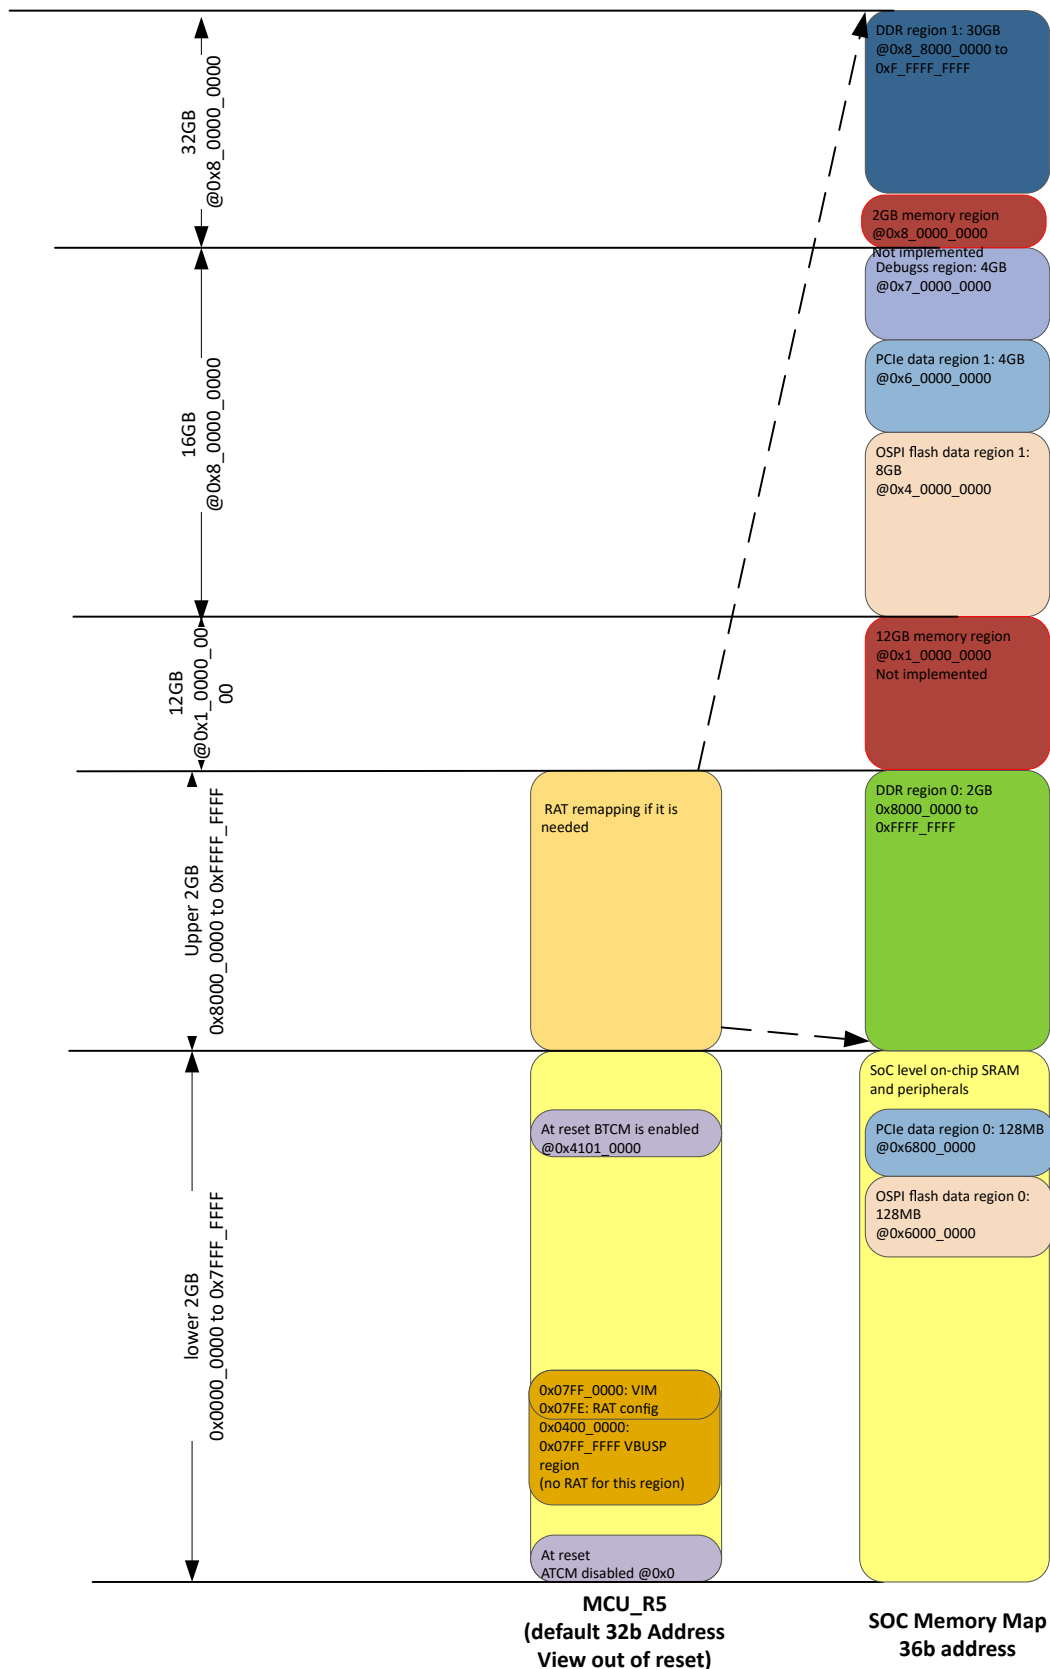 32GB
@0x8_0000_0000
DDR region 1: 30GB
@0x8_8000_0000 to
0xF_FFFF_FFFF
2GB memory region
@0x8_0000_0000
Not implemented
16GB
@0x8_0000_0000
Debugss region: 4GB
@0x7_0000_0000
PCIe data region 1: 4GB
@0x6_0000_0000
OSPI flash data region 1:
8GB
@0x4_0000_0000
12GB
@0x1_0000_00
00
12GB memory region
@0x1_0000_0000
Not implemented
Upper 2GB
0x8000_0000 to 0xFFFF_FFFF
RAT remapping if it is
needed
DDR region 0: 2GB
0x8000_0000 to
0xFFFF_FFFF
lower 2GB
0x0000_0000 to 0x7FFF_FFFF
At reset BTCM is enabled
@0x4101_0000
0x07FF_0000: VIM
0x07FE: RAT config
0x0400_0000:
0x07FF_FFFF VBUSP
region
(no RAT for this region)
At reset
ATCM disabled @0x0
SoC level on-chip SRAM
and peripherals
PCIe data region 0: 128MB
@0x6800_0000
OSPI flash data region 0:
128MB
@0x6000_0000
MCU_R5
(default 32b Address
View out of reset)
SOC Memory Map
36b address